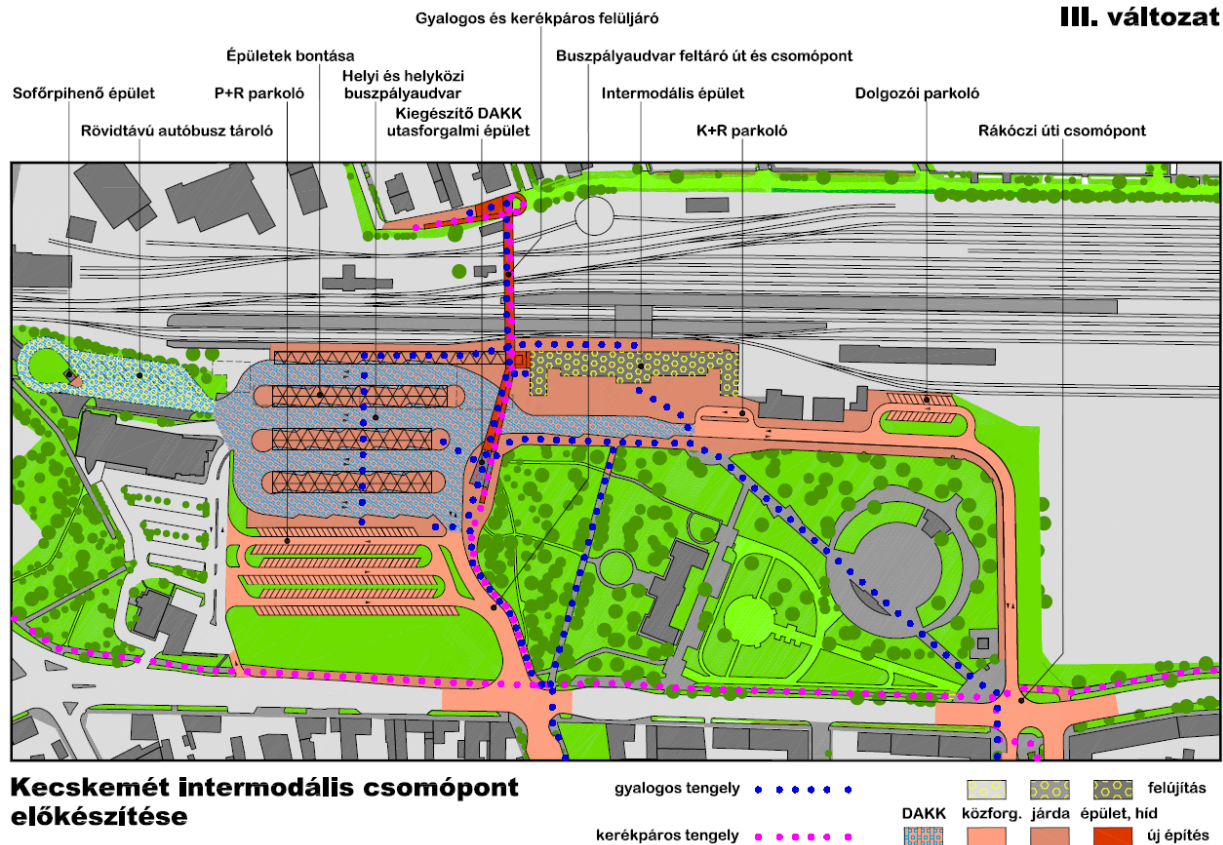 III. változat
Gyalogos és kerékpáros felüljáró
Épületek bontása
Buszpályaudvar feltáró út és csomópont
Helyi és helyközi
buszpályaudvar
Sofőrpihenő épület
P+R parkoló
Intermodális épület
Dolgozói parkoló
Kiegészítő DAKK
utasforgalmi épület
Rövidtávú autóbusz tároló
K+R parkoló
Rákóczi úti csomópont
Kecskemét intermodális csomópont
előkészítése
gyalogos tengely
kerékpáros tengely
felújítás
DAKK közforg. járda épület, híd
új építés